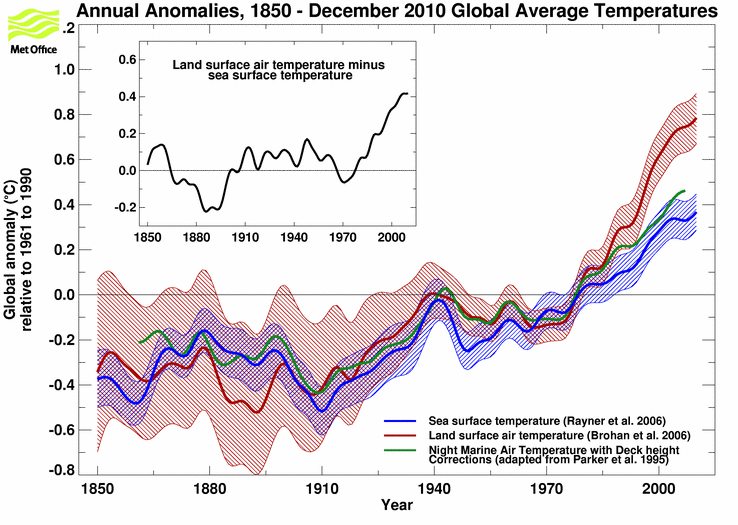 Annual Anomalies, 1850 - December 2010 Global Average Temperatures
Met Office
.2
1.0
0.8
0.6
0.4
0.2
0.0
-0.2
-0.4
-0.6
-0.8
Global anomaly (°C)
relative to 1961 to 1990
Land surface air temperature minus
sea surface temperature
0.6
0.4
0.2
0.0
-0.2
1850 1880 1910 1940 1970 2000
Sea surface temperature (Rayner et al. 2006)
Land surface air temperature (Brohan et al. 2006)
Night Marine Air Temperature with Deck height
Corrections (adapted from Parker et al. 1995)
1850 1880 1910 1940 1970 2000
Year